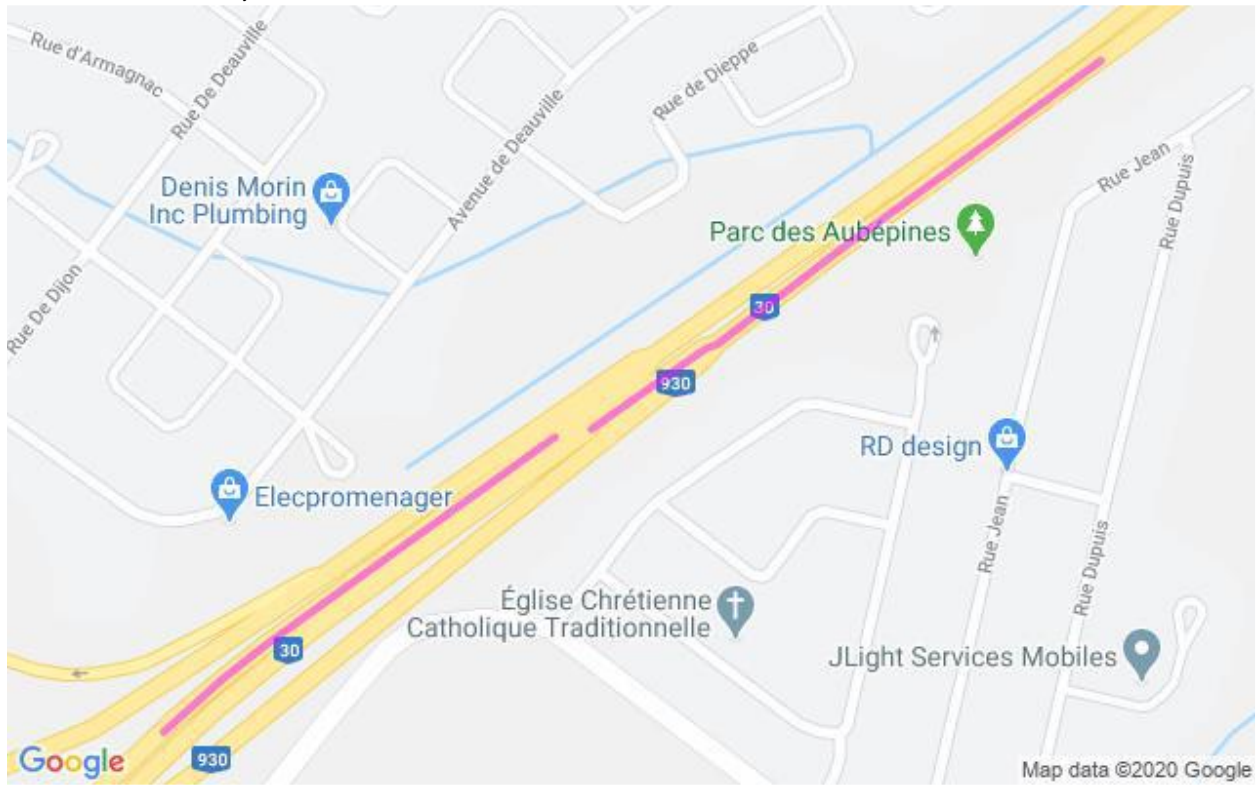 Rue d'Armagnac
Rue De Deauville
Rue de Dieppe
Avenue de Deauville
Rue Jean
Rue Dupuis
Denis Morin
Inc Plumbing
Parc des Aubépines
Rue De Dijon
30
930
RD design
Elecpromenager
Rue Jean
Rue Dupuis
Église Chrétienne
Catholique Traditionnelle
30
JLight Services Mobiles
Google
930
Map data ©2020 Google